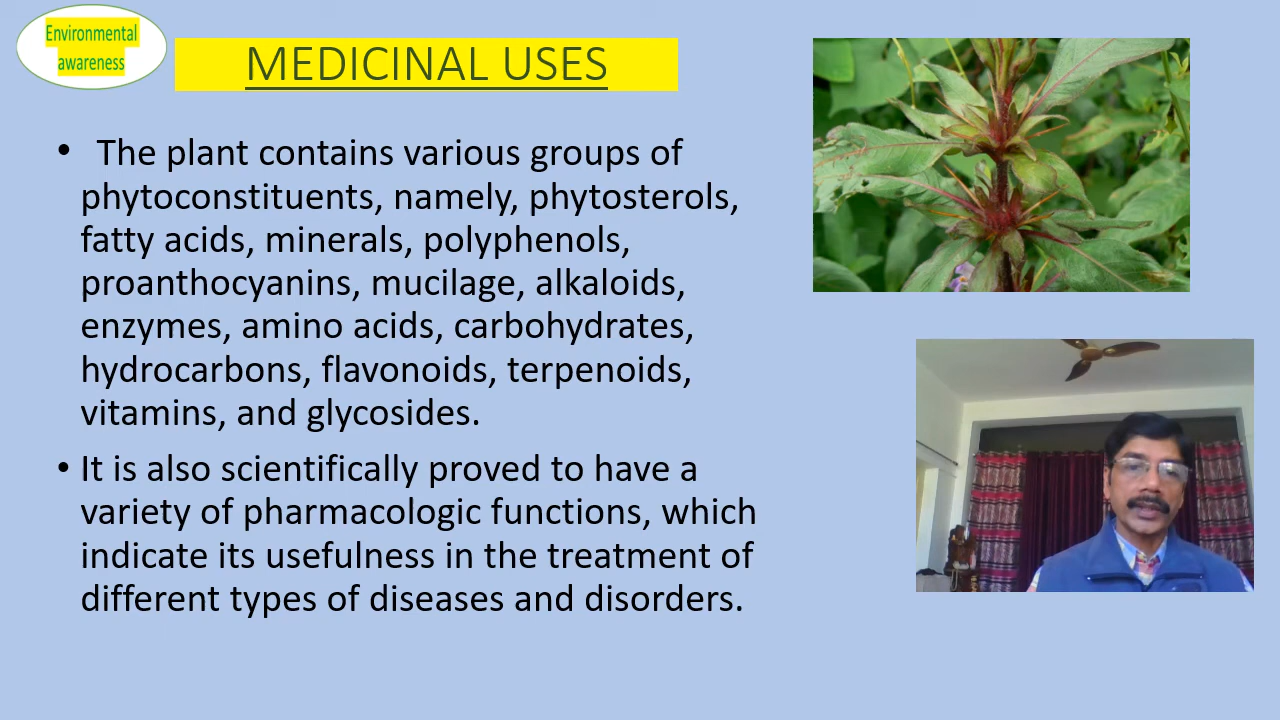 Environmental
awareness
MEDICINAL USES
• The plant contains various groups of
phytoconstituents, namely, phytosterols,
fatty acids, minerals, polyphenols,
proanthocyanins, mucilage, alkaloids,
enzymes, amino acids, carbohydrates,
hydrocarbons, flavonoids, terpenoids,
vitamins, and glycosides.
• It is also scientifically proved to have a
variety of pharmacologic functions, which
indicate its usefulness in the treatment of
different types of diseases and disorders.